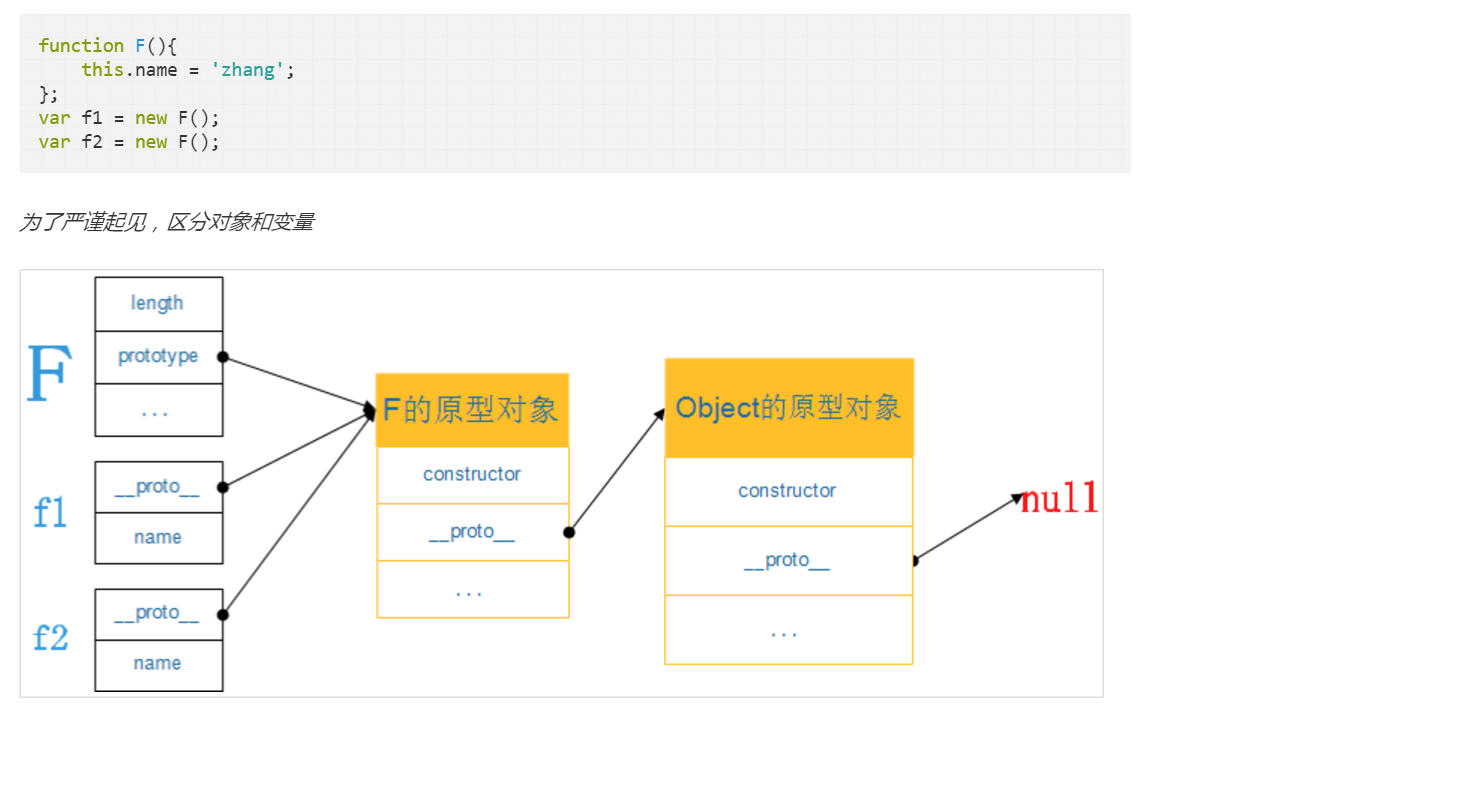 function F(){
    this.name = 'zhang';
};
var f1 = new F();
var f2 = new F();
为了严谨起见，区分对象和变量
F
length
prototype
...
f1
__proto__
name
f2
__proto__
name
F的原型对象
constructor
__proto__
...
Object的原型对象
constructor
__proto__
...
null